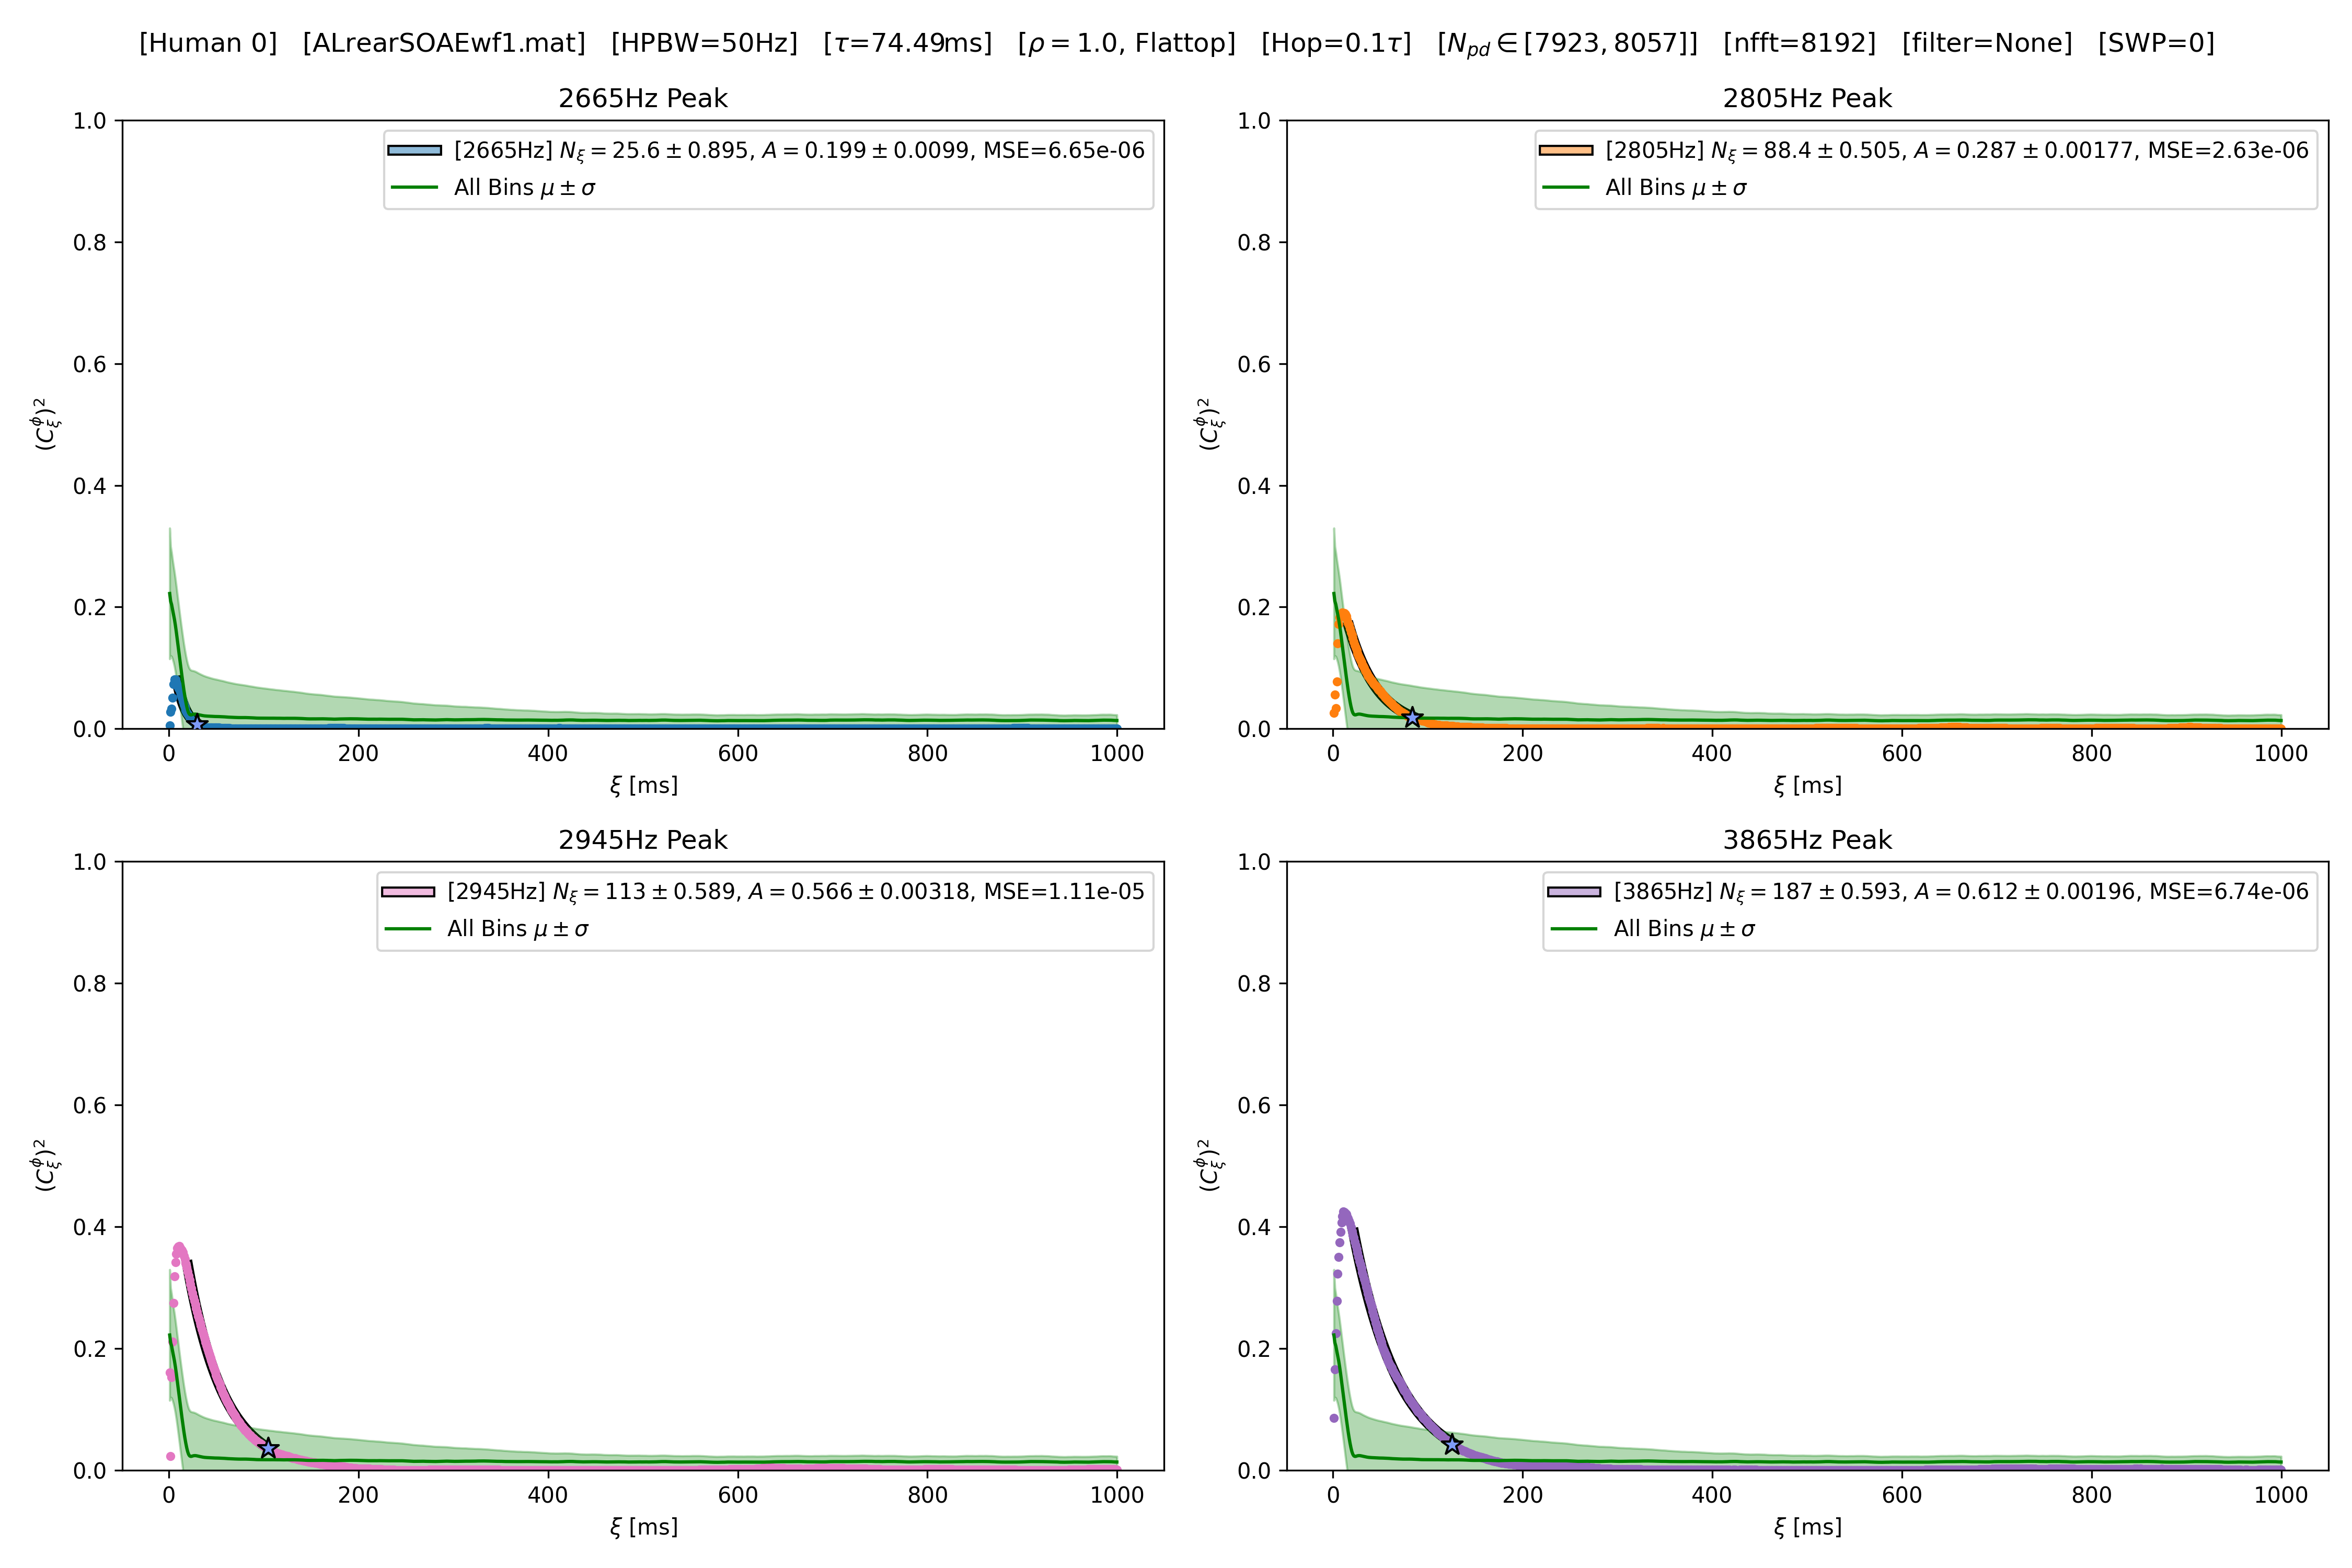 [Human 0]   [ALrearSOAEwf1.mat]   [HPBW=50Hz]   [τ=74.49ms]   [ρ = 1.0, Flattop]   [Hop=0.1τ]   [N_pd ∈ [7923, 8057]]   [nfft=8192]   [filter=None]   [SWP=0]
2665Hz Peak
1.0
0.8
0.6
0.4
0.2
0.0
(C_ξ^ϕ)²
[2665Hz] N_ξ = 25.6 ± 0.895, A = 0.199 ± 0.0099, MSE=6.65e-06
All Bins μ ± σ
0 200 400 600 800 1000
ξ [ms]
2805Hz Peak
1.0
0.8
0.6
0.4
0.2
0.0
(C_ξ^ϕ)²
[2805Hz] N_ξ = 88.4 ± 0.505, A = 0.287 ± 0.00177, MSE=2.63e-06
All Bins μ ± σ
0 200 400 600 800 1000
ξ [ms]
2945Hz Peak
1.0
0.8
0.6
0.4
0.2
0.0
(C_ξ^ϕ)²
[2945Hz] N_ξ = 113 ± 0.589, A = 0.566 ± 0.00318, MSE=1.11e-05
All Bins μ ± σ
0 200 400 600 800 1000
ξ [ms]
3865Hz Peak
1.0
0.8
0.6
0.4
0.2
0.0
(C_ξ^ϕ)²
[3865Hz] N_ξ = 187 ± 0.593, A = 0.612 ± 0.00196, MSE=6.74e-06
All Bins μ ± σ
0 200 400 600 800 1000
ξ [ms]